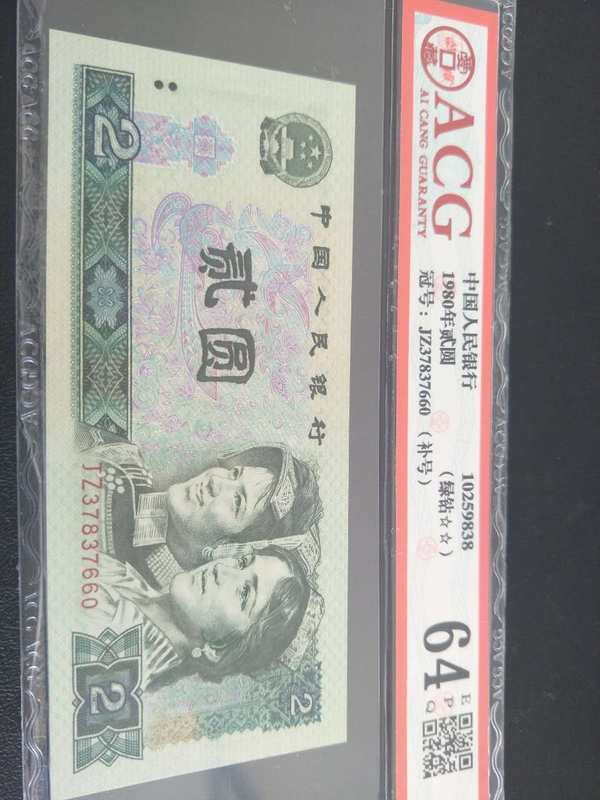 ACG
AI CANG GUARANTY
中国人民银行
1980年贰圆
冠号：JZ37837660（补号）
10259838
（绿钻☆☆）
64
E
P
Q
中国人民银行
贰圆
2
JZ37837660
2
2